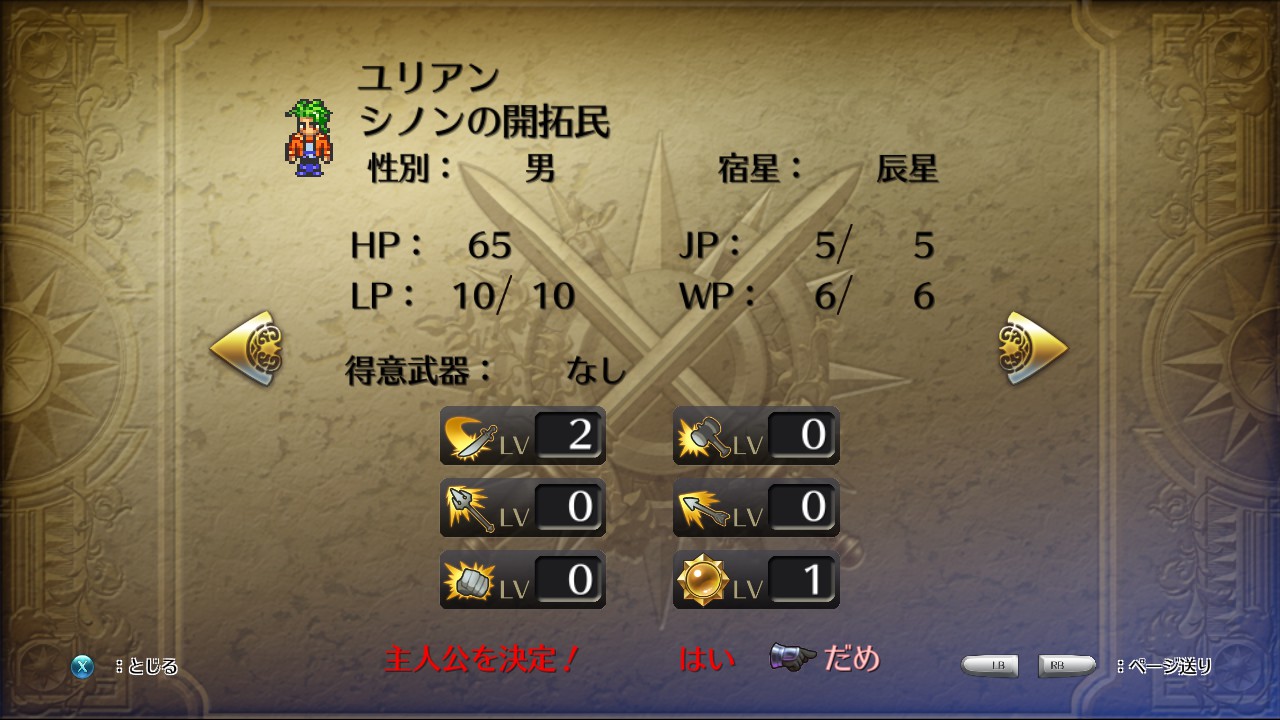 ユリアン
シノンの開拓民
性別： 男 宿星： 辰星
HP： 65 JP： 5/ 5
LP： 10/ 10 WP： 6/ 6
得意武器： なし
LV 2 LV 0
LV 0 LV 0
LV 0 LV 1
主人公を決定！ はい だめ
X ：とじる LB RB ：ページ送り